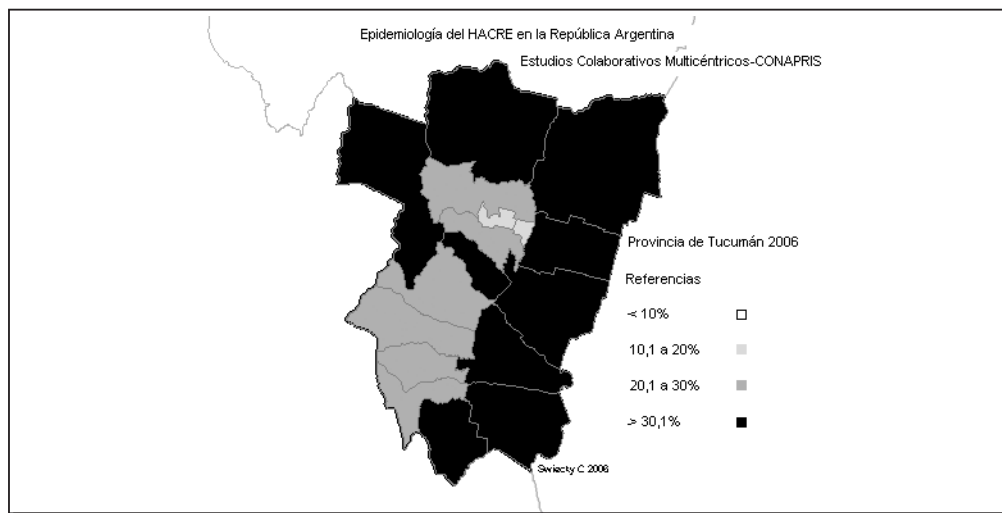 Epidemiología del HACRE en la República Argentina
Estudios Colaborativos Multicéntricos-CONAPRIS
Provincia de Tucumán 2006
Referencias
< 10%
10,1 a 20%
20,1 a 30%
> 30,1%
Swiecky C 2006